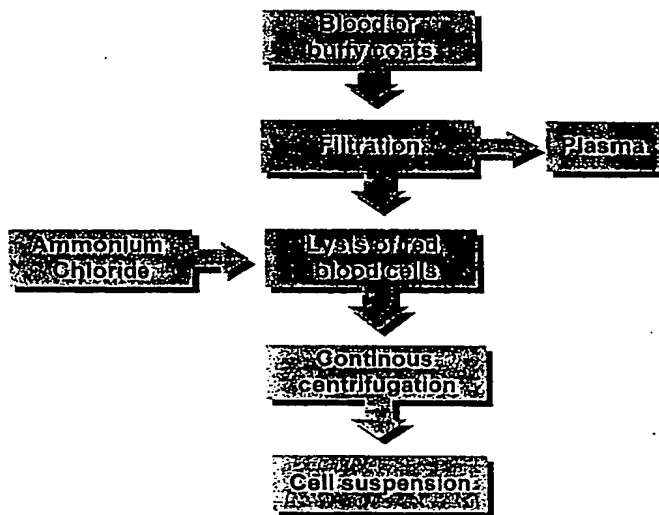 Blood or
buffy coats
Filtration
Plasma
Ammonium
Chloride
Lysis of red
blood cells
Continous
centrifugation
Cell suspension